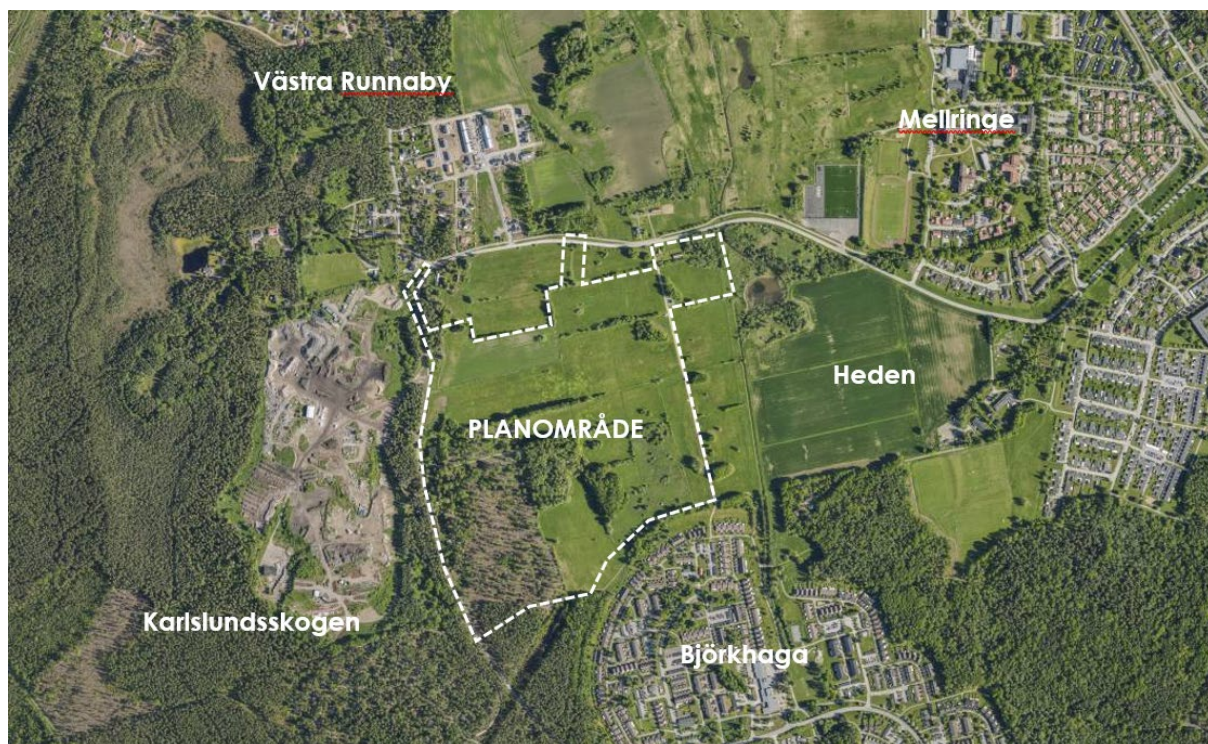 Västra Runnaby
Mellringe
Heden
PLANOMRÅDE
Karlslundsskogen
Björkhaga